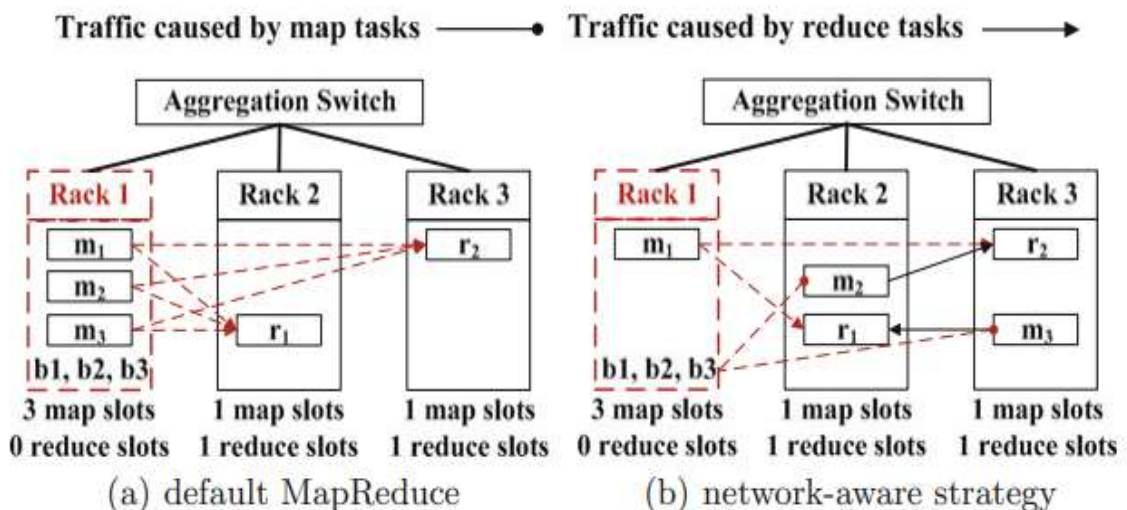 Traffic caused by map tasks Traffic caused by reduce tasks
Aggregation Switch Aggregation Switch
Rack 1 Rack 2 Rack 3 Rack 1 Rack 2 Rack 3
m1 r2 m1 r2
m2 m2
m3 r1 r1 m3
b1, b2, b3 b1, b2, b3
3 map slots 1 map slots 1 map slots 3 map slots 1 map slots 1 map slots
0 reduce slots 1 reduce slots 1 reduce slots 0 reduce slots 1 reduce slots 1 reduce slots
(a) default MapReduce (b) network-aware strategy